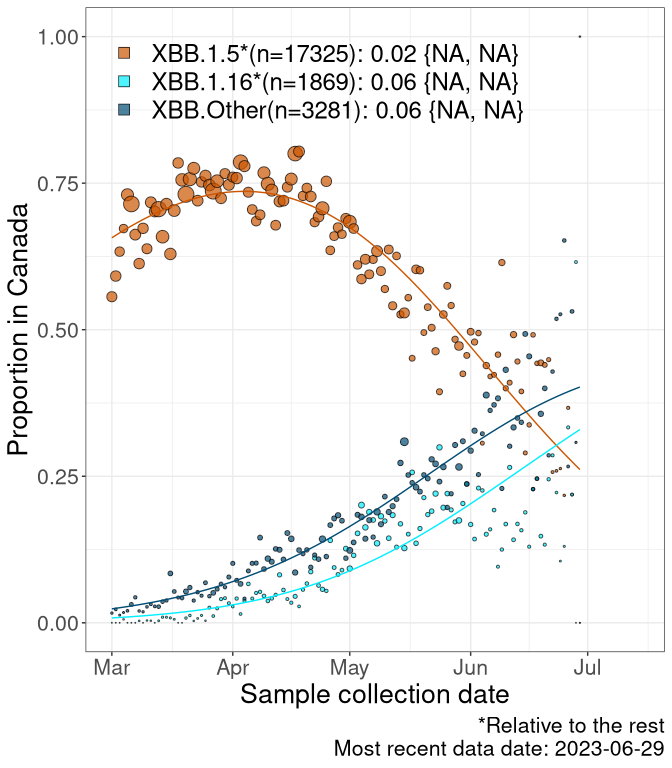 1.00
XBB.1.5*(n=17325): 0.02 {NA, NA}
XBB.1.16*(n=1869): 0.06 {NA, NA}
XBB.Other(n=3281): 0.06 {NA, NA}
0.75
0.50
0.25
0.00
Proportion in Canada
Mar Apr May Jun Jul
Sample collection date
*Relative to the rest
Most recent data date: 2023-06-29